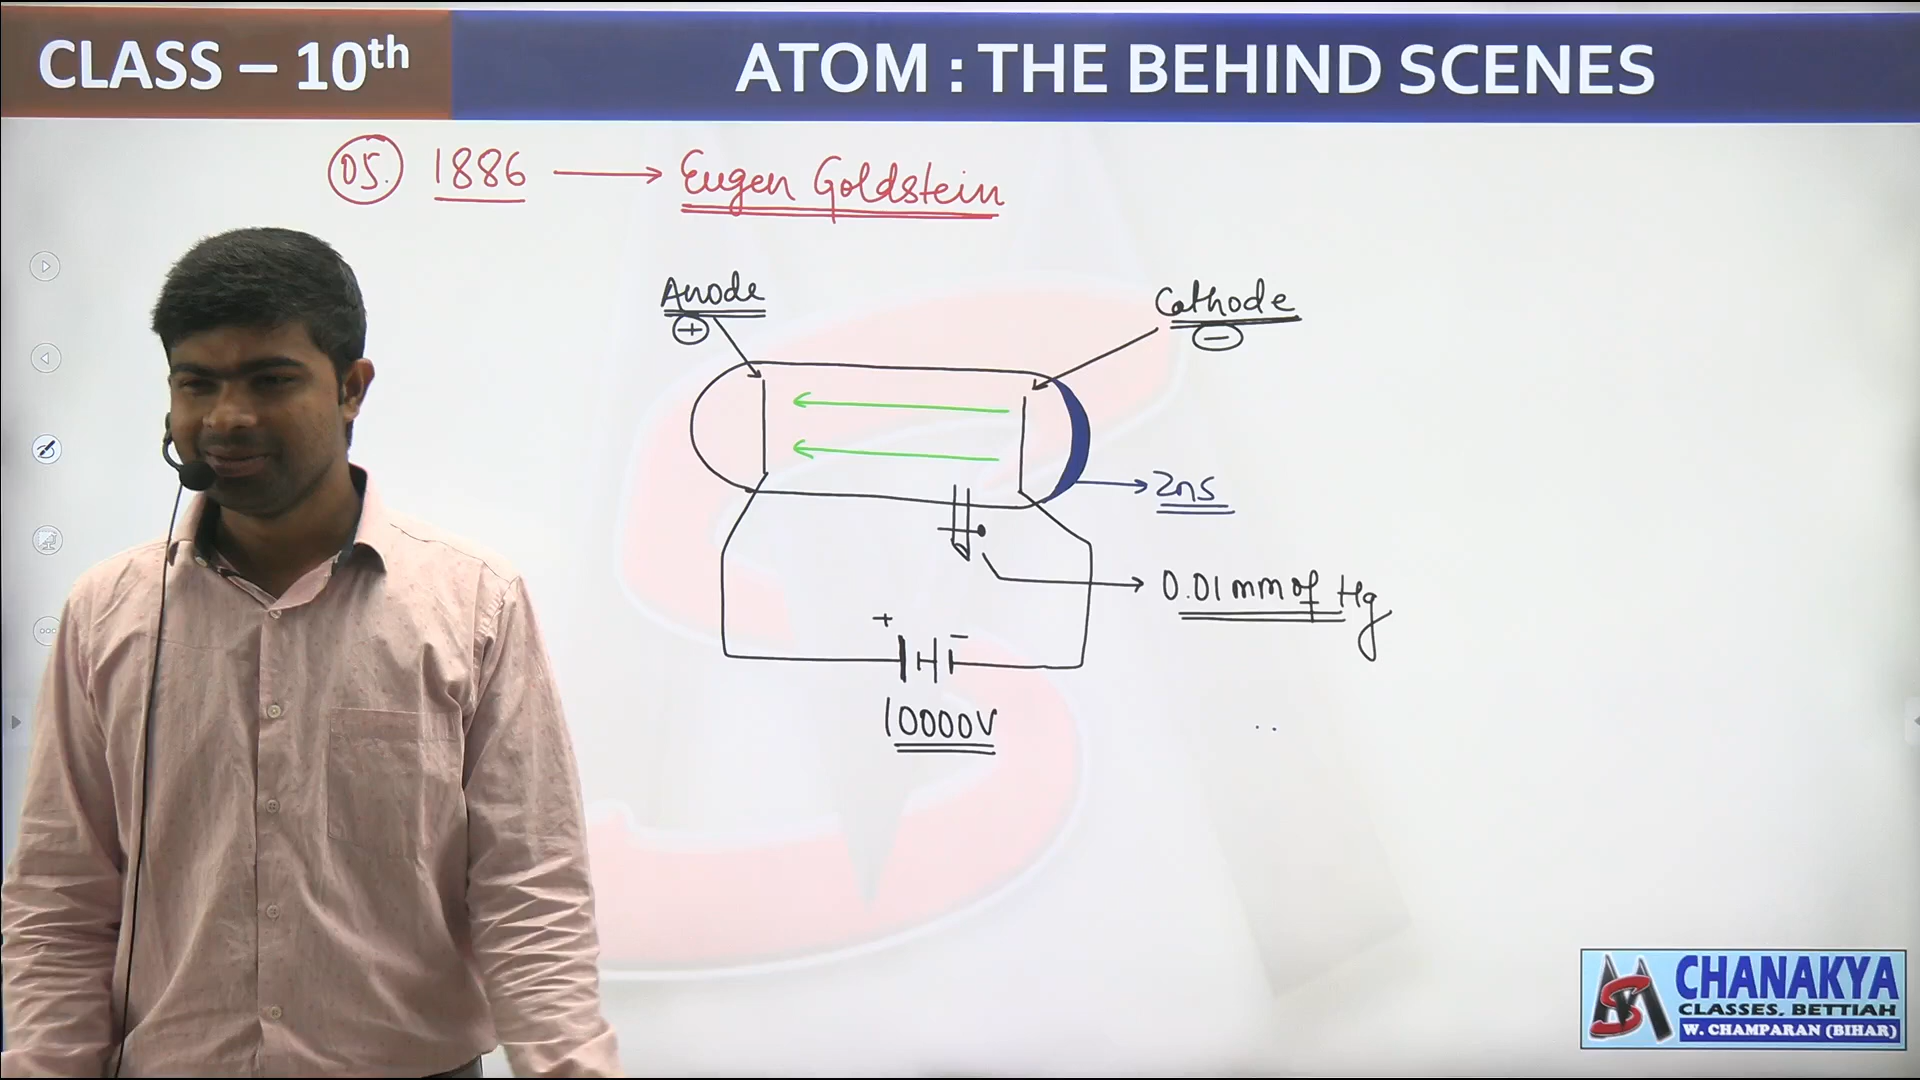 CLASS – 10th
ATOM : THE BEHIND SCENES
05. 1886 → Eugen Goldstein
Anode
+
Cathode
−
ZnS
0.01 mm of Hg
+ −
10000V
CHANAKYA
CLASSES, BETTIAH
W. CHAMPARAN (BIHAR)